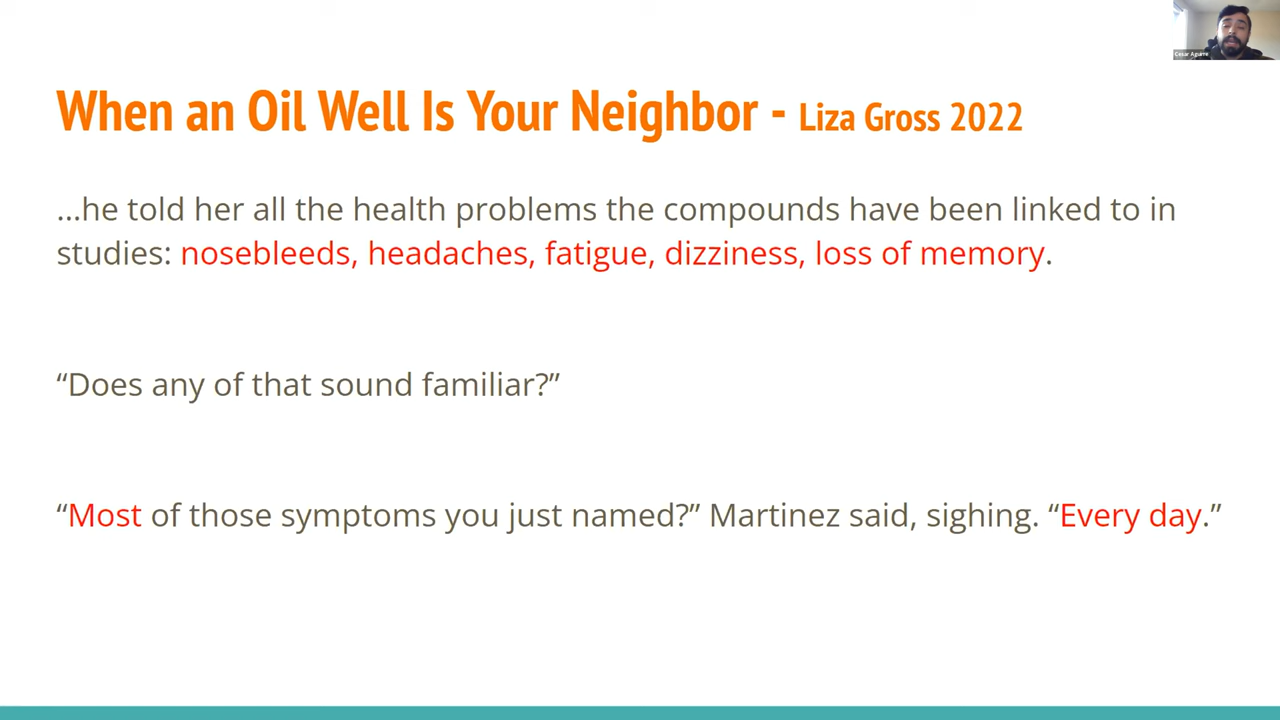 Cesar Aguirre
When an Oil Well Is Your Neighbor - Liza Gross 2022
...he told her all the health problems the compounds have been linked to in
studies: nosebleeds, headaches, fatigue, dizziness, loss of memory.
“Does any of that sound familiar?”
“Most of those symptoms you just named?” Martinez said, sighing. “Every day.”